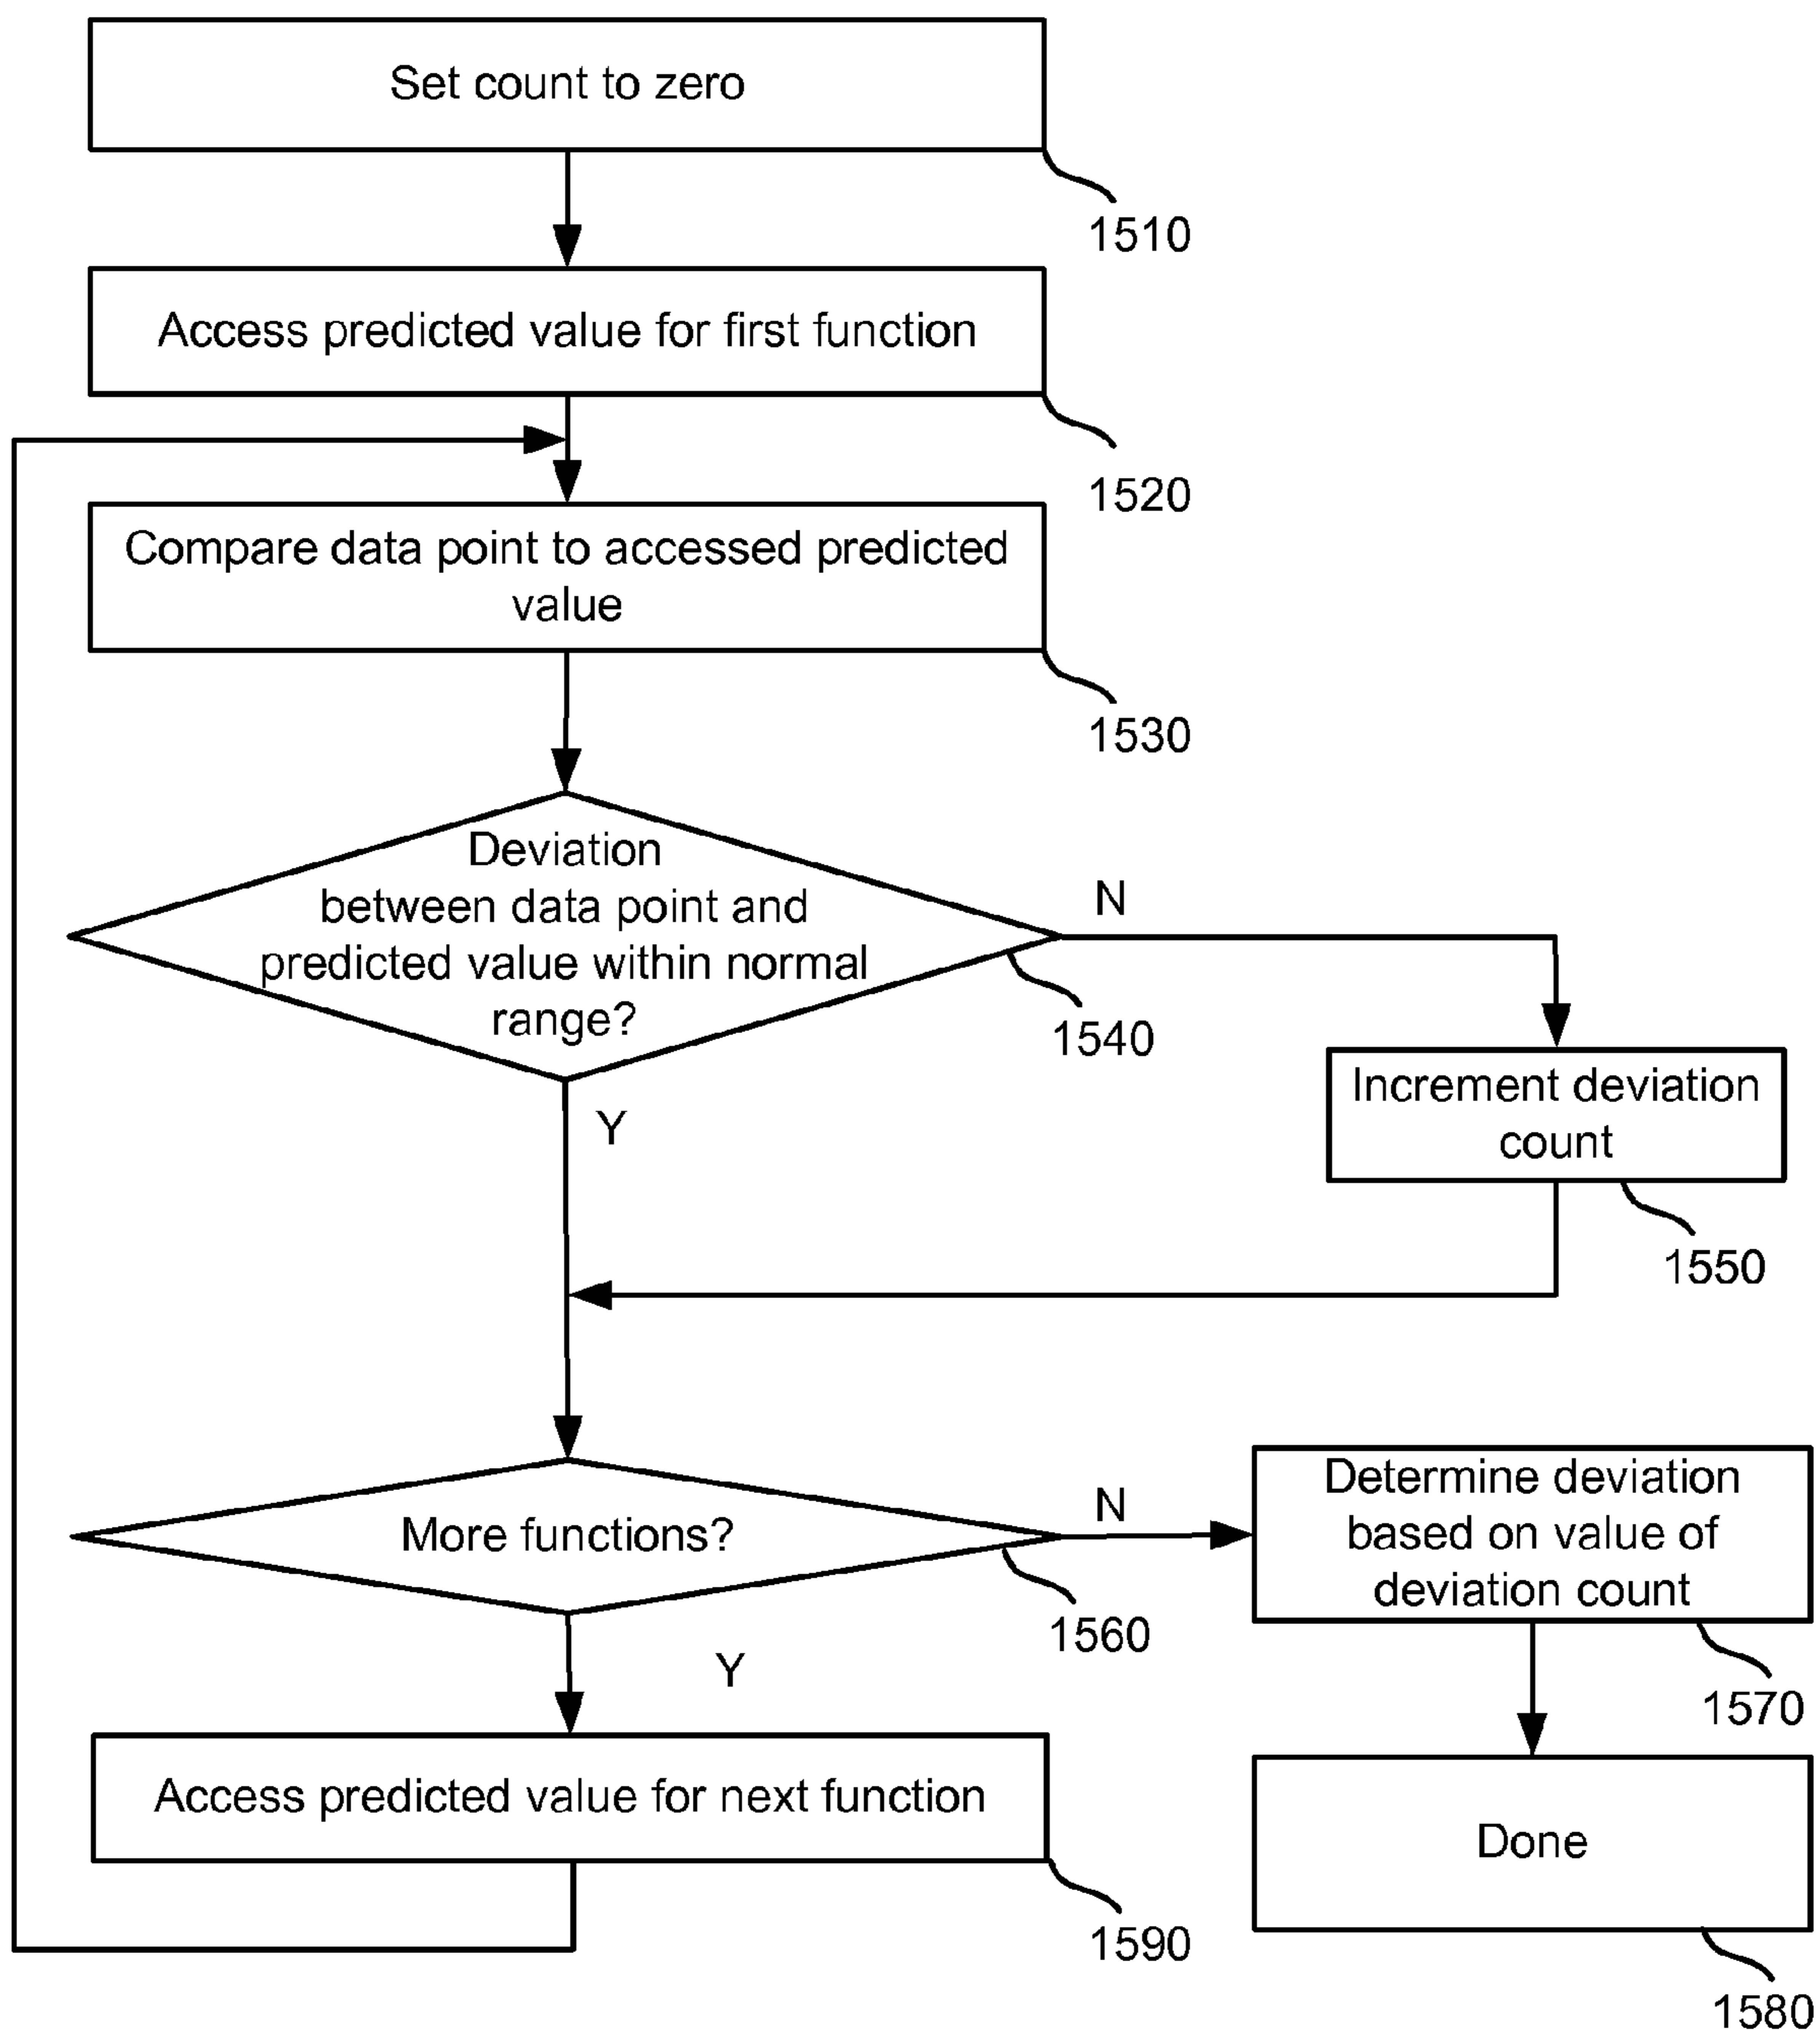 Set count to zero
1510
Access predicted value for first function
1520
Compare data point to accessed predicted
value
1530
Deviation
between data point and
predicted value within normal
range?
N
1540
Y
Increment deviation
count
1550
More functions?
N
1560
Y
Determine deviation
based on value of
deviation count
1570
Access predicted value for next function
1590
Done
1580